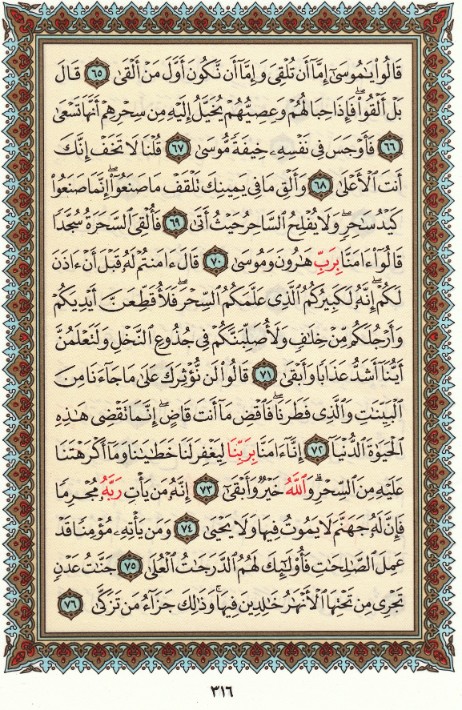 قَالُوا۟ يَٰمُوسَىٰٓ إِمَّآ أَن تُلْقِىَ وَإِمَّآ أَن نَّكُونَ أَوَّلَ مَنْ أَلْقَىٰ ٦٥ قَالَ
بَلْ أَلْقُوا۟ ۖ فَإِذَا حِبَالُهُمْ وَعِصِيُّهُمْ يُخَيَّلُ إِلَيْهِ مِن سِحْرِهِمْ أَنَّهَا تَسْعَىٰ
٦٦ فَأَوْجَسَ فِى نَفْسِهِۦ خِيفَةً مُّوسَىٰ ٦٧ قُلْنَا لَا تَخَفْ إِنَّكَ
أَنتَ ٱلْأَعْلَىٰ ٦٨ وَأَلْقِ مَا فِى يَمِينِكَ تَلْقَفْ مَا صَنَعُوٓا۟ ۖ إِنَّمَا صَنَعُوا۟
كَيْدُ سَٰحِرٍ ۖ وَلَا يُفْلِحُ ٱلسَّاحِرُ حَيْثُ أَتَىٰ ٦٩ فَأُلْقِىَ ٱلسَّحَرَةُ سُجَّدًا
قَالُوٓا۟ ءَامَنَّا بِرَبِّ هَٰرُونَ وَمُوسَىٰ ٧٠ قَالَ ءَامَنتُمْ لَهُۥ قَبْلَ أَنْ ءَاذَنَ
لَكُمْ ۖ إِنَّهُۥ لَكَبِيرُكُمُ ٱلَّذِى عَلَّمَكُمُ ٱلسِّحْرَ ۖ فَلَأُقَطِّعَنَّ أَيْدِيَكُمْ
وَأَرْجُلَكُم مِّنْ خِلَٰفٍ وَلَأُصَلِّبَنَّكُمْ فِى جُذُوعِ ٱلنَّخْلِ وَلَتَعْلَمُنَّ
أَيُّنَآ أَشَدُّ عَذَابًا وَأَبْقَىٰ ٧١ قَالُوا۟ لَن نُّؤْثِرَكَ عَلَىٰ مَا جَآءَنَا مِنَ
ٱلْبَيِّنَٰتِ وَٱلَّذِى فَطَرَنَا ۖ فَٱقْضِ مَآ أَنتَ قَاضٍ ۖ إِنَّمَا تَقْضِى هَٰذِهِ
ٱلْحَيَوٰةَ ٱلدُّنْيَآ ٧٢ إِنَّآ ءَامَنَّا بِرَبِّنَا لِيَغْفِرَ لَنَا خَطَٰيَٰنَا وَمَآ أَكْرَهْتَنَا
عَلَيْهِ مِنَ ٱلسِّحْرِ ۗ وَٱللَّهُ خَيْرٌ وَأَبْقَىٰٓ ٧٣ إِنَّهُۥ مَن يَأْتِ رَبَّهُۥ مُجْرِمًا
فَإِنَّ لَهُۥ جَهَنَّمَ لَا يَمُوتُ فِيهَا وَلَا يَحْيَىٰ ٧٤ وَمَن يَأْتِهِۦ مُؤْمِنًا قَدْ
عَمِلَ ٱلصَّٰلِحَٰتِ فَأُو۟لَٰٓئِكَ لَهُمُ ٱلدَّرَجَٰتُ ٱلْعُلَىٰ ٧٥ جَنَّٰتُ عَدْنٍ
تَجْرِى مِن تَحْتِهَا ٱلْأَنْهَٰرُ خَٰلِدِينَ فِيهَا ۚ وَذَٰلِكَ جَزَآءُ مَن تَزَكَّىٰ ٧٦
٣١٦